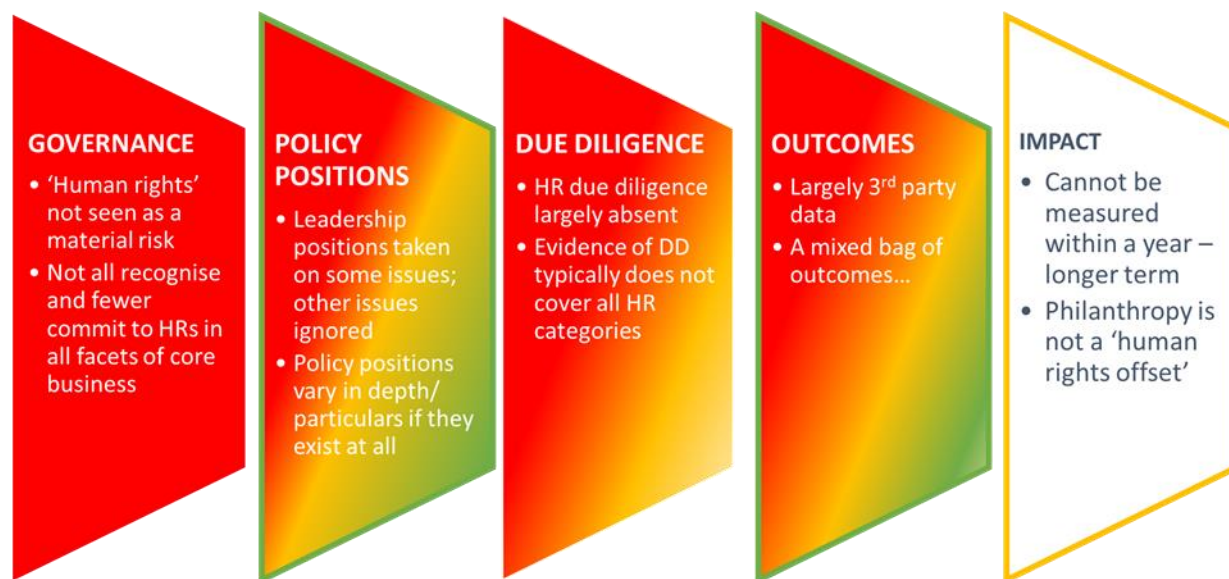 GOVERNANCE
• ‘Human rights’
not seen as a
material risk
• Not all recognise
and fewer
commit to HRs in
all facets of core
business
POLICY
POSITIONS
• Leadership
positions taken
on some issues;
other issues
ignored
• Policy positions
vary in depth/
particulars if they
exist at all
DUE DILIGENCE
• HR due diligence
largely absent
• Evidence of DD
typically does not
cover all HR
categories
OUTCOMES
• Largely 3rd party
data
• A mixed bag of
outcomes…
IMPACT
• Cannot be
measured
within a year –
longer term
• Philanthropy is
not a ‘human
rights offset’